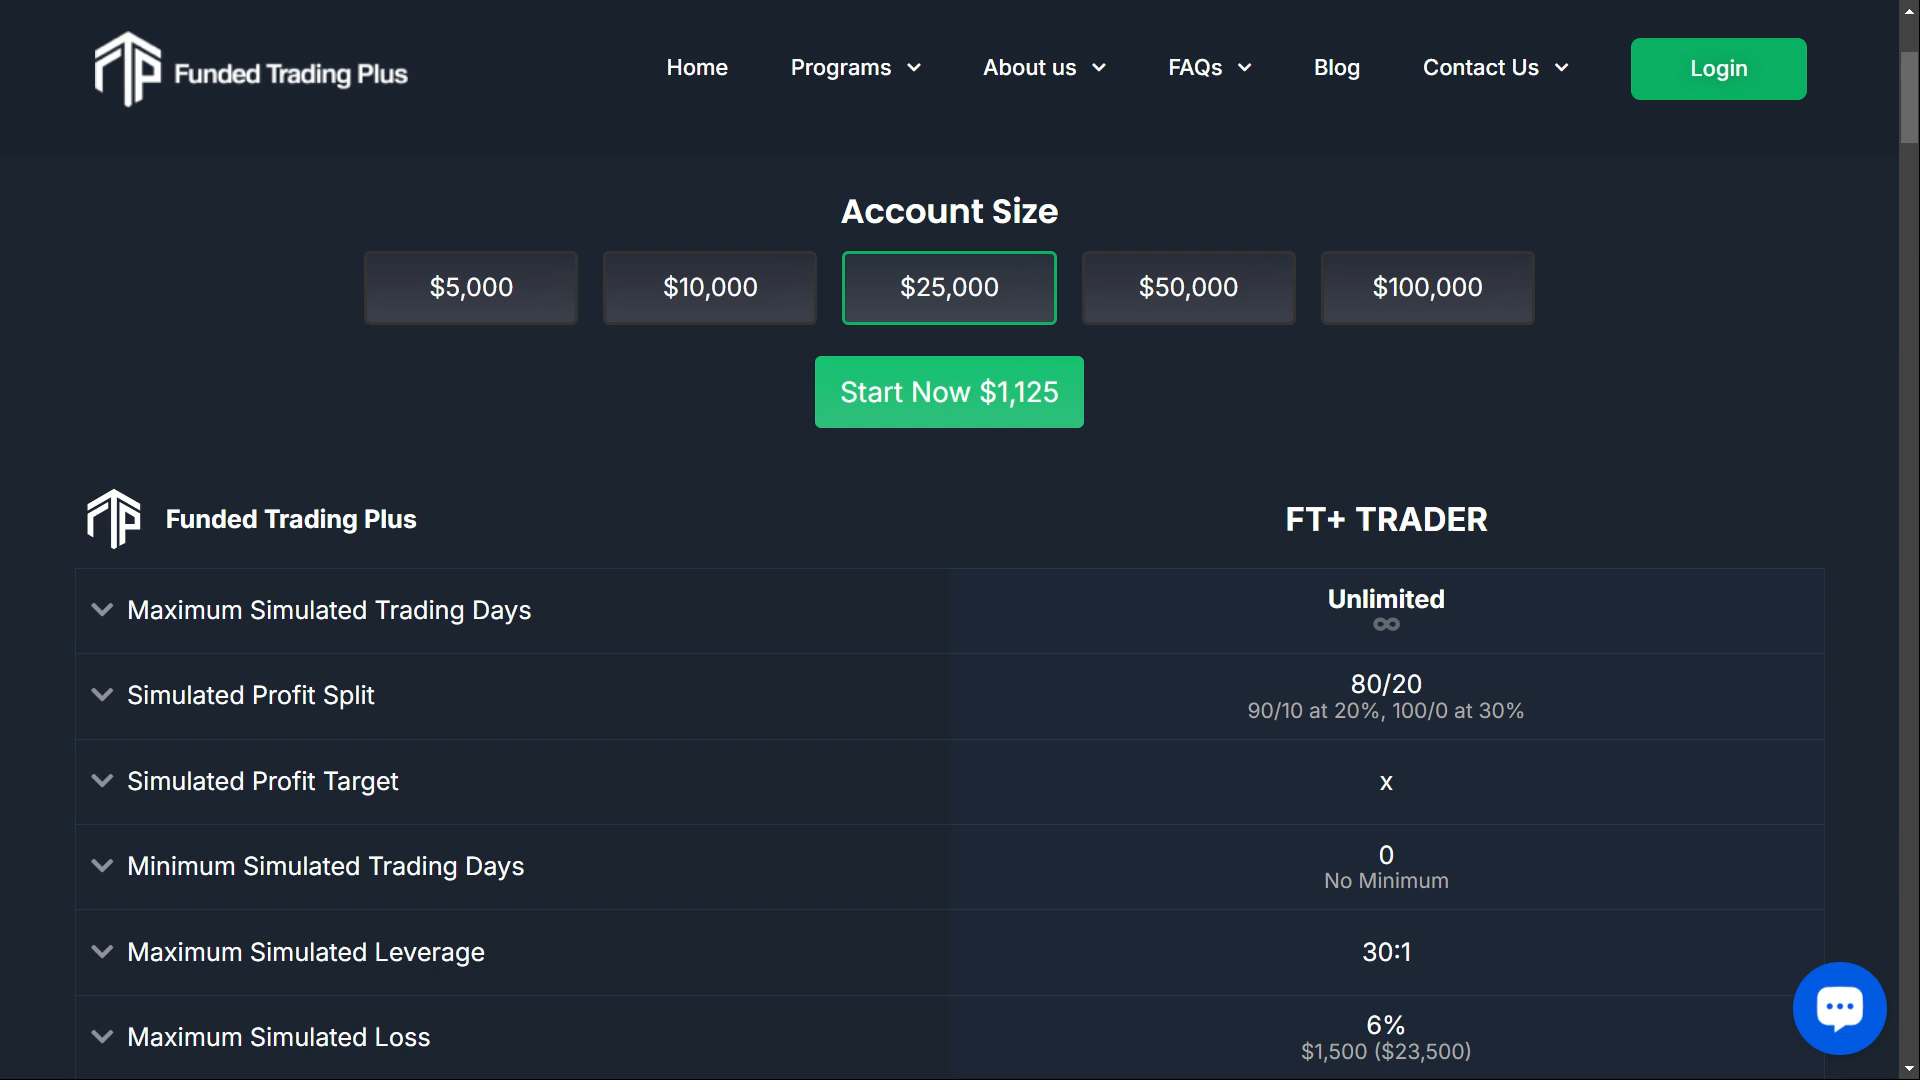 Funded Trading Plus
Home
Programs
About us
FAQs
Blog
Contact Us
Login
Account Size
$5,000
$10,000
$25,000
$50,000
$100,000
Start Now $1,125
Funded Trading Plus
FT+ TRADER
Maximum Simulated Trading Days
Unlimited
∞
Simulated Profit Split
80/20
90/10 at 20%, 100/0 at 30%
Simulated Profit Target
x
Minimum Simulated Trading Days
0
No Minimum
Maximum Simulated Leverage
30:1
Maximum Simulated Loss
6%
$1,500 ($23,500)